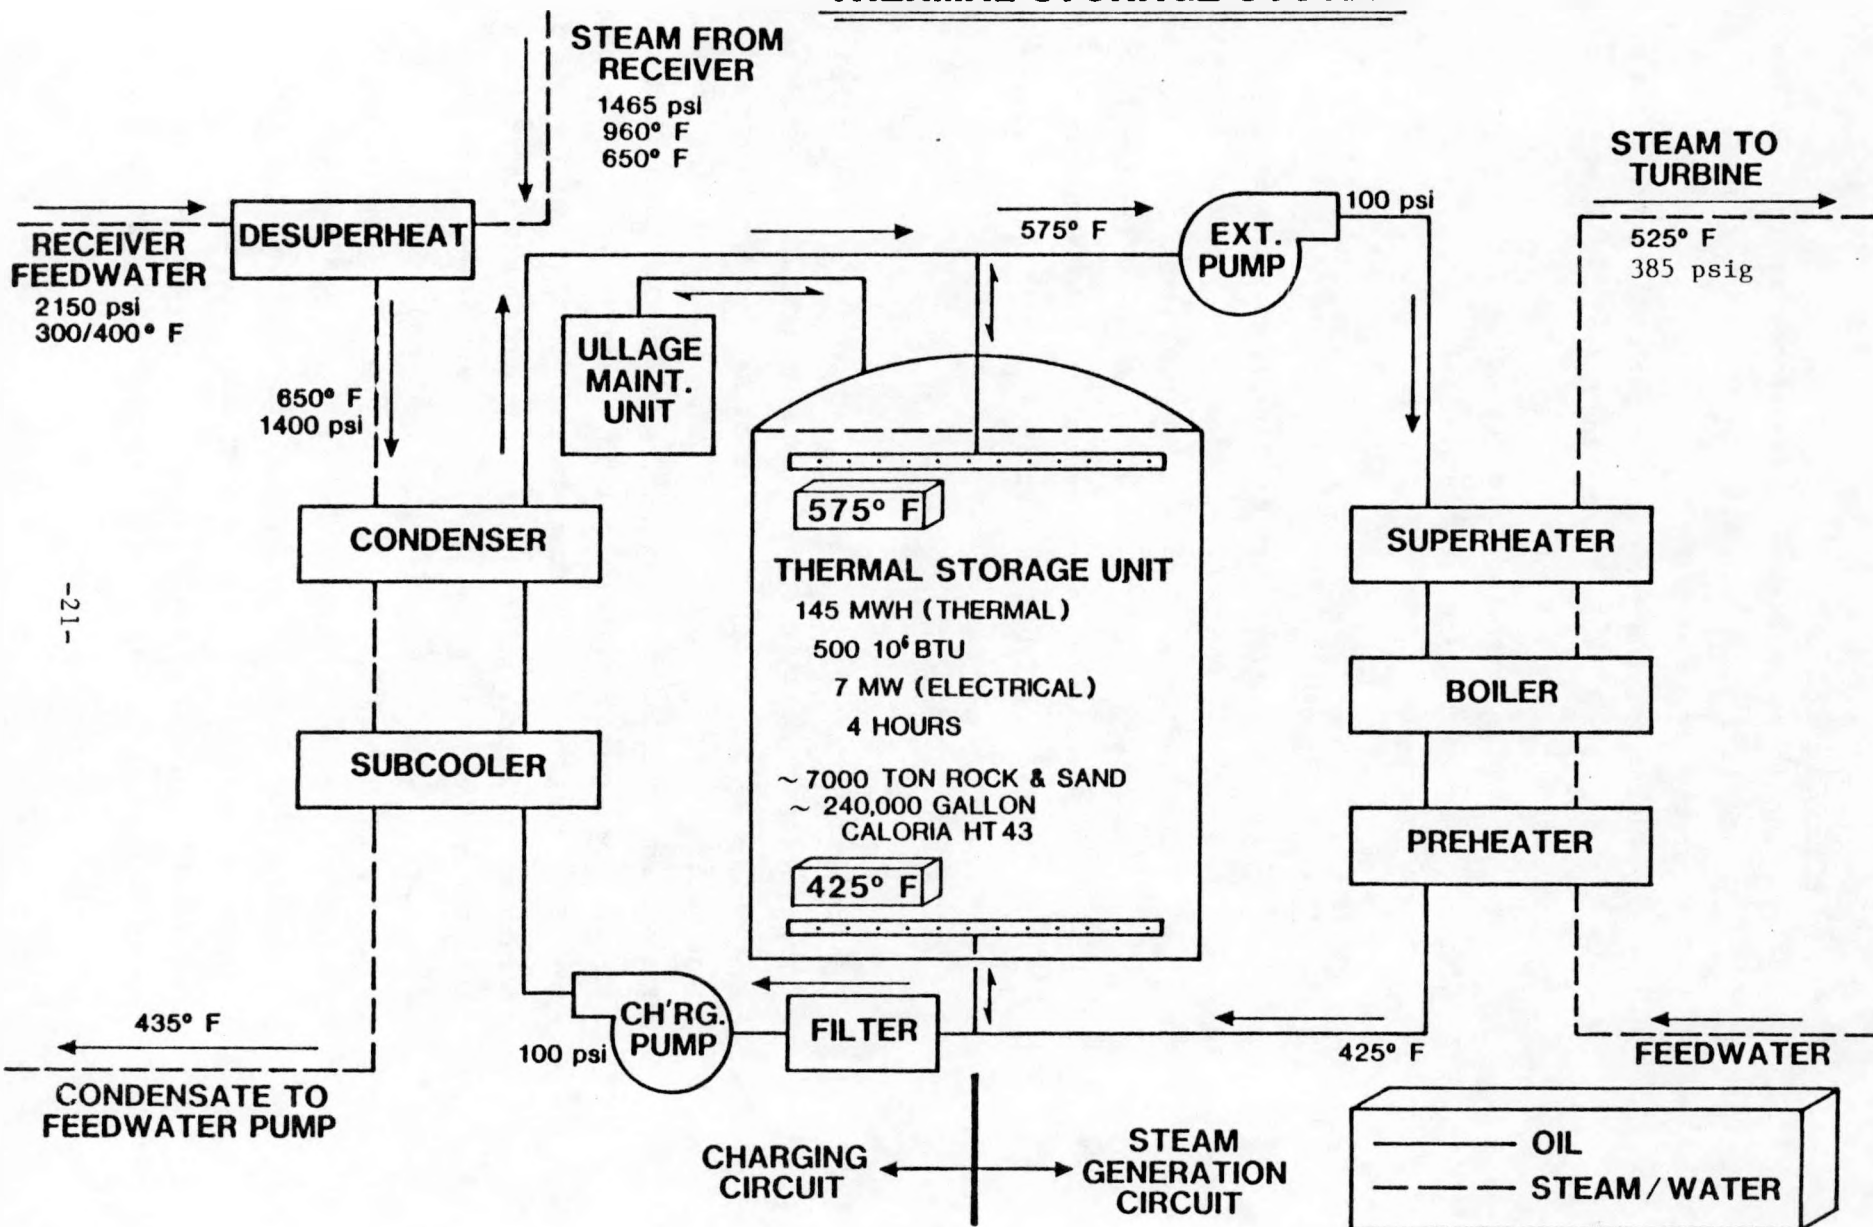 STEAM FROM
RECEIVER
1465 psi
960° F
650° F
RECEIVER
FEEDWATER
2150 psi
300/400° F
DESUPERHEAT
650° F
1400 psi
ULLAGE
MAINT.
UNIT
575° F
EXT.
PUMP
100 psi
STEAM TO
TURBINE
525° F
385 psig
CONDENSER
SUBCOOLER
575° F
THERMAL STORAGE UNIT
145 MWH (THERMAL)
500 10⁶ BTU
7 MW (ELECTRICAL)
4 HOURS
~ 7000 TON ROCK & SAND
~ 240,000 GALLON
CALORIA HT 43
425° F
SUPERHEATER
BOILER
PREHEATER
-21-
435° F
CONDENSATE TO
FEEDWATER PUMP
100 psi
CH'RG.
PUMP
FILTER
425° F
FEEDWATER
CHARGING
CIRCUIT
STEAM
GENERATION
CIRCUIT
OIL
STEAM / WATER